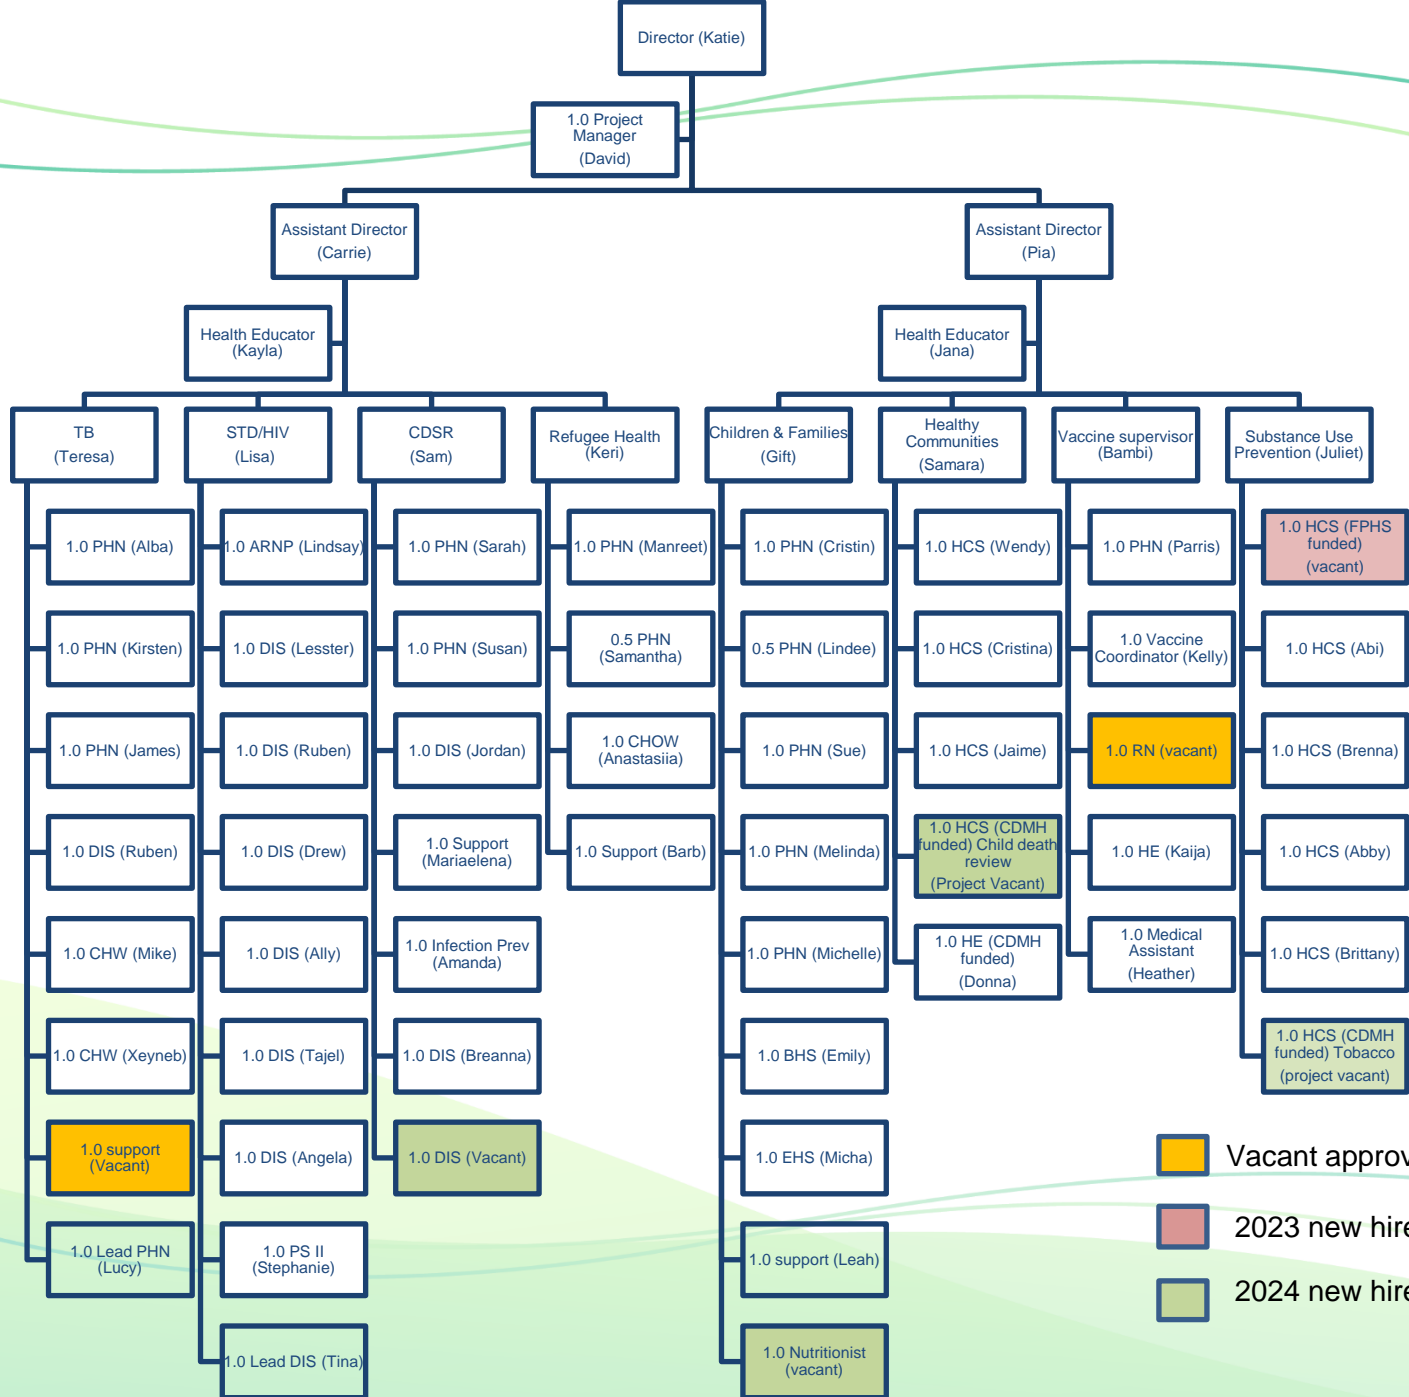 Director (Katie)
1.0 Project
Manager
(David)
Assistant Director
(Carrie)
Assistant Director
(Pia)
Health Educator
(Kayla)
Health Educator
(Jana)
TB
(Teresa)
STD/HIV
(Lisa)
CDSR
(Sam)
Refugee Health
(Keri)
Children & Families
(Gift)
Healthy
Communities
(Samara)
Vaccine supervisor
(Bambi)
Substance Use
Prevention (Juliet)
1.0 PHN (Alba)
1.0 PHN (Kirsten)
1.0 PHN (James)
1.0 DIS (Ruben)
1.0 CHW (Mike)
1.0 CHW (Xeyneb)
1.0 support
(Vacant)
1.0 Lead PHN
(Lucy)
1.0 ARNP (Lindsay)
1.0 DIS (Lesster)
1.0 DIS (Ruben)
1.0 DIS (Drew)
1.0 DIS (Ally)
1.0 DIS (Tajel)
1.0 DIS (Angela)
1.0 PS II
(Stephanie)
1.0 Lead DIS (Tina)
1.0 PHN (Sarah)
1.0 PHN (Susan)
1.0 DIS (Jordan)
1.0 Support
(Mariaelena)
1.0 Infection Prev
(Amanda)
1.0 DIS (Breanna)
1.0 DIS (Vacant)
1.0 PHN (Manreet)
0.5 PHN
(Samantha)
1.0 CHOW
(Anastasiia)
1.0 Support (Barb)
1.0 PHN (Cristin)
0.5 PHN (Lindee)
1.0 PHN (Sue)
1.0 PHN (Melinda)
1.0 PHN (Michelle)
1.0 BHS (Emily)
1.0 EHS (Micha)
1.0 support (Leah)
1.0 Nutritionist
(vacant)
1.0 HCS (Wendy)
1.0 HCS (Cristina)
1.0 HCS (Jaime)
1.0 HCS (CDMH
funded) Child death
review
(Project Vacant)
1.0 HE (CDMH
funded)
(Donna)
1.0 PHN (Parris)
1.0 Vaccine
Coordinator (Kelly)
1.0 RN (vacant)
1.0 HE (Kaija)
1.0 Medical
Assistant
(Heather)
1.0 HCS (FPHS
funded)
(vacant)
1.0 HCS (Abi)
1.0 HCS (Brenna)
1.0 HCS (Abby)
1.0 HCS (Brittany)
1.0 HCS (CDMH
funded) Tobacco
(project vacant)
Vacant approv
2023 new hire
2024 new hire